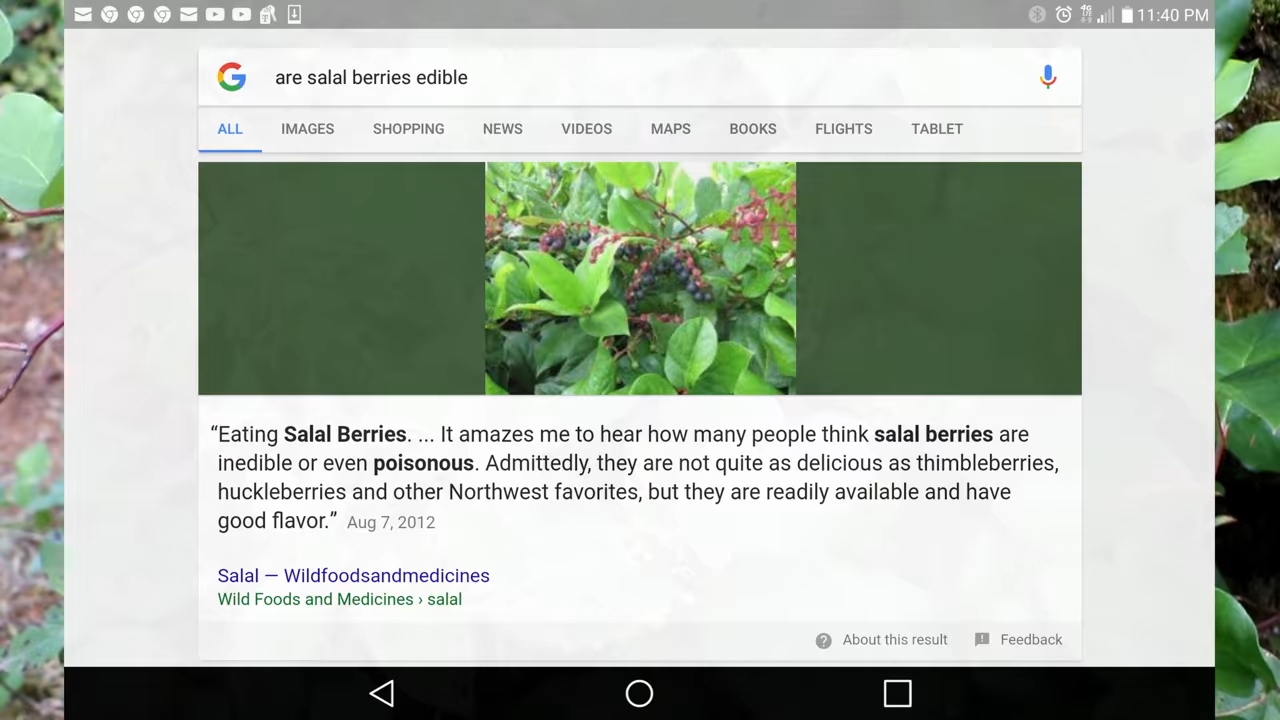 11:40 PM
are salal berries edible
ALL IMAGES SHOPPING NEWS VIDEOS MAPS BOOKS FLIGHTS TABLET
“Eating Salal Berries. ... It amazes me to hear how many people think salal berries are
inedible or even poisonous. Admittedly, they are not quite as delicious as thimbleberries,
huckleberries and other Northwest favorites, but they are readily available and have
good flavor.” Aug 7, 2012
Salal — Wildfoodsandmedicines
Wild Foods and Medicines › salal
About this result Feedback